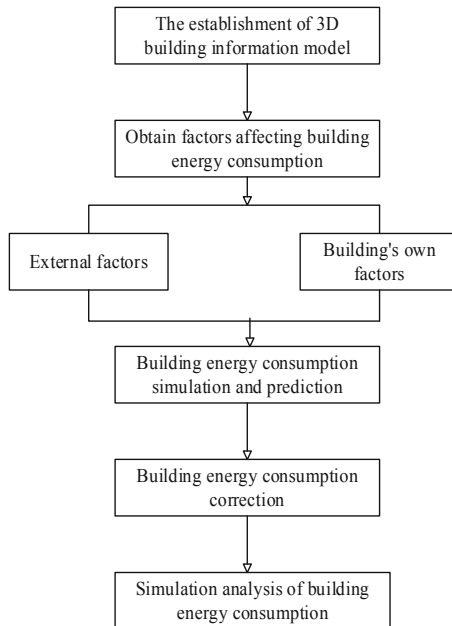 The establishment of 3D
building information model
Obtain factors affecting building
energy consumption
External factors
Building's own
factors
Building energy consumption
simulation and prediction
Building energy consumption
correction
Simulation analysis of building
energy consumption